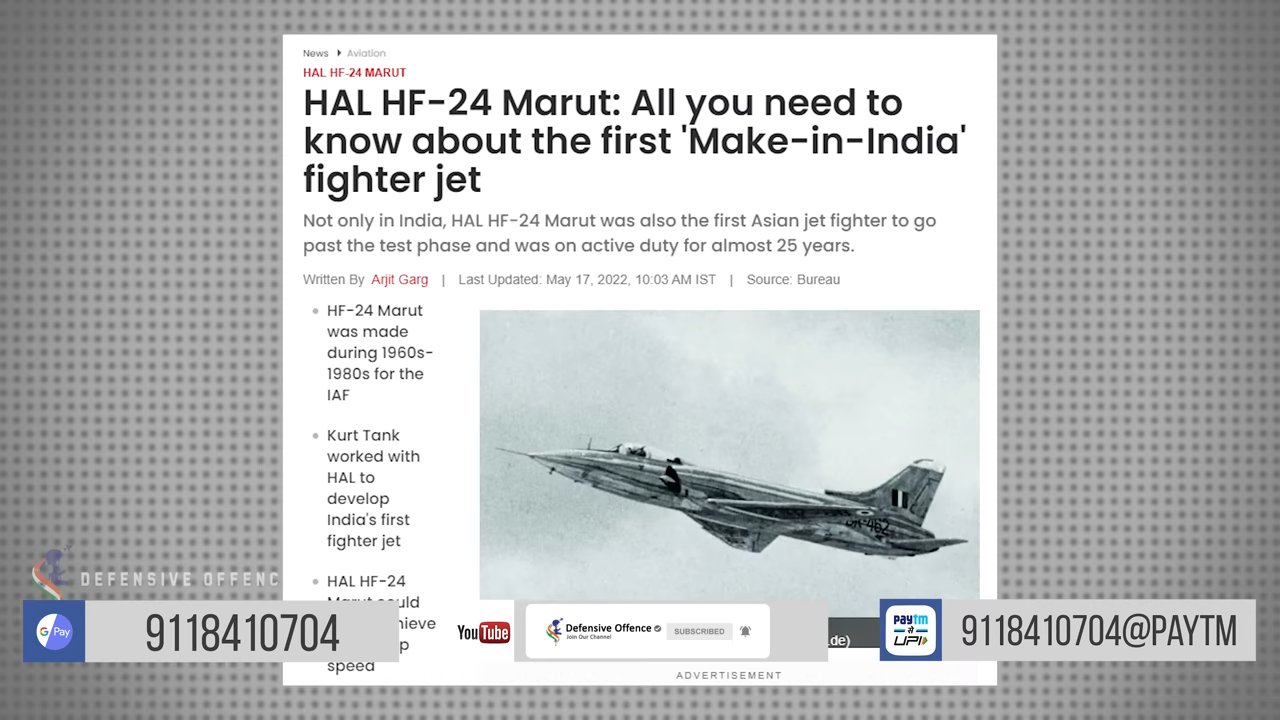 News Aviation
HAL HF-24 MARUT
HAL HF-24 Marut: All you need to
know about the first 'Make-in-India'
fighter jet
Not only in India, HAL HF-24 Marut was also the first Asian jet fighter to go
past the test phase and was on active duty for almost 25 years.
Written By Arjit Garg | Last Updated: May 17, 2022, 10:03 AM IST | Source: Bureau
HF-24 Marut
was made
during 1960s-
1980s for the
IAF
Kurt Tank
worked with
HAL to
develop
India's first
fighter jet
HAL HF-24
speed
DEFENSIVE OFFENC
G Pay
9118410704
YouTube
Defensive Offence
Join Our Channel
SUBSCRIBED
.de)
paytm
से
UPI
9118410704@PAYTM
ADVERTISEMENT